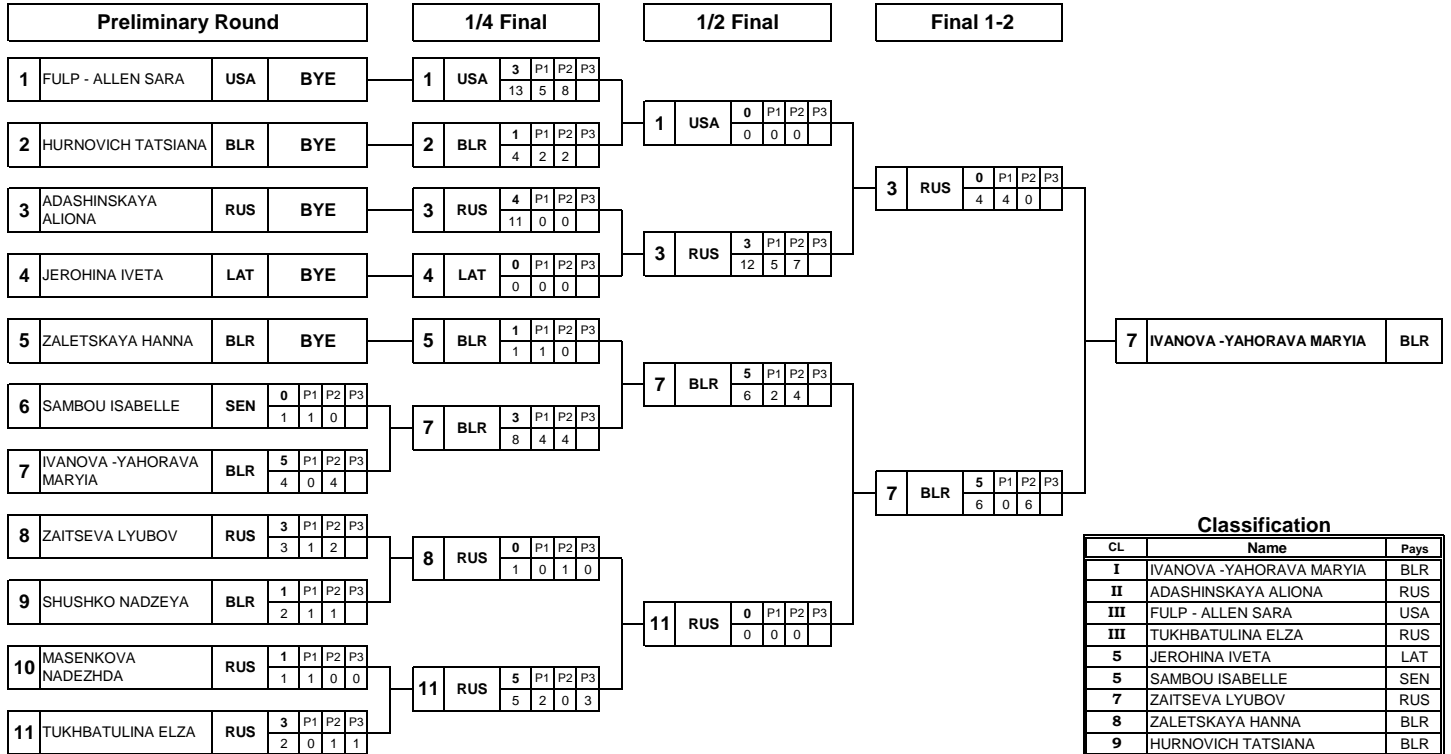 Preliminary Round 1/4 Final 1/2 Final Final 1-2
1 FULP - ALLEN SARA USA BYE
1 USA 3 P1 P2 P3
13 5 8
2 HURNOVICH TATSIANA BLR BYE
2 BLR 1 P1 P2 P3
4 2 2
1 USA 0 P1 P2 P3
0 0 0
3 ADASHINSKAYA
ALIONA RUS BYE
3 RUS 4 P1 P2 P3
11 0 0
4 JEROHINA IVETA LAT BYE
4 LAT 0 P1 P2 P3
0 0 0
3 RUS 3 P1 P2 P3
12 5 7
3 RUS 0 P1 P2 P3
4 4 0
5 ZALETSKAYA HANNA BLR BYE
5 BLR 1 P1 P2 P3
1 1 0
6 SAMBOU ISABELLE SEN 0 P1 P2 P3
1 1 0
7 IVANOVA -YAHORAVA
MARYIA BLR 5 P1 P2 P3
4 0 4
7 BLR 3 P1 P2 P3
8 4 4
7 BLR 5 P1 P2 P3
6 2 4
8 ZAITSEVA LYUBOV RUS 3 P1 P2 P3
3 1 2
9 SHUSHKO NADZEYA BLR 1 P1 P2 P3
2 1 1
8 RUS 0 P1 P2 P3
1 0 1 0
10 MASENKOVA
NADEZHDA RUS 1 P1 P2 P3
1 1 0 0
11 TUKHBATULINA ELZA RUS 3 P1 P2 P3
2 0 1 1
11 RUS 5 P1 P2 P3
5 2 0 3
11 RUS 0 P1 P2 P3
0 0 0
7 BLR 5 P1 P2 P3
6 0 6
7 IVANOVA -YAHORAVA MARYIA BLR
Classification
CL Name Pays
I IVANOVA -YAHORAVA MARYIA BLR
II ADASHINSKAYA ALIONA RUS
III FULP - ALLEN SARA USA
III TUKHBATULINA ELZA RUS
5 JEROHINA IVETA LAT
5 SAMBOU ISABELLE SEN
7 ZAITSEVA LYUBOV RUS
8 ZALETSKAYA HANNA BLR
9 HURNOVICH TATSIANA BLR